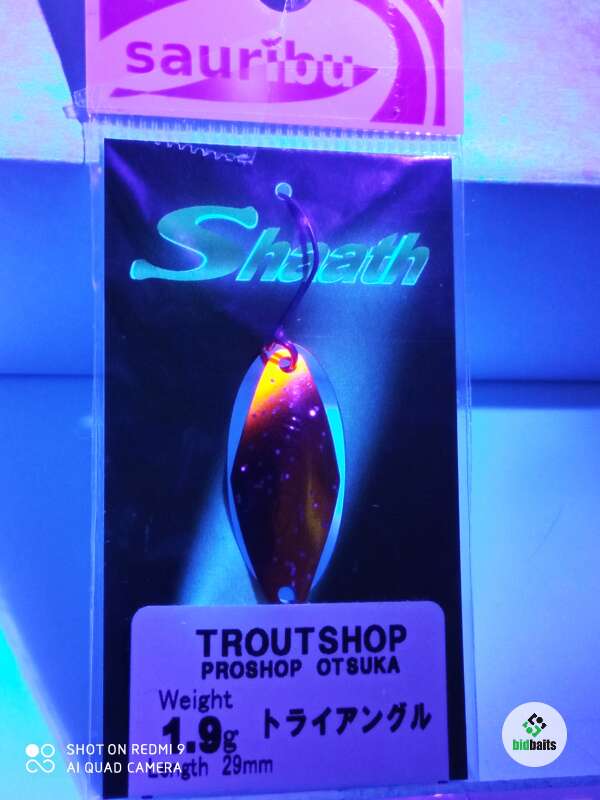 sauribu
Shaath
TROUTSHOP
PROSHOP OTSUKA
Weight
1.9g トライアングル
Length 29mm
SHOT ON REDMI 9
AI QUAD CAMERA
bidbaits